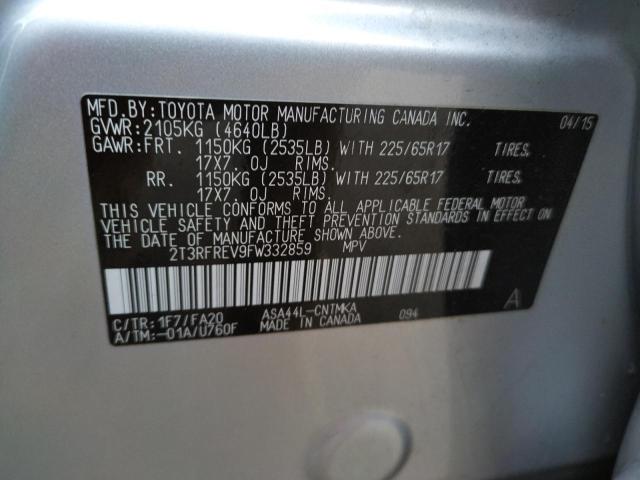 MFD.BY:TOYOTA MOTOR MANUFACTURING CANADA INC. 04/15
GVWR:2105KG (4640LB)
GAWR:FRT. 1150KG (2535LB) WITH 225/65R17 TIRES.
17X7. 0J RIMS.
RR. 1150KG (2535LB) WITH 225/65R17 TIRES.
17X7. 0J RIMS.
THIS VEHICLE CONFORMS TO ALL APPLICABLE FEDERAL MOTOR
VEHICLE SAFETY AND THEFT PREVENTION STANDARDS IN EFFECT ON
THE DATE OF MANUFACTURE SHOWN ABOVE.
2T3RFREV9FW332859 MPV
C/TR:1F7/FA20 ASA44L-CNTMKA 094 A
A/TM:-01A/U760F MADE IN CANADA